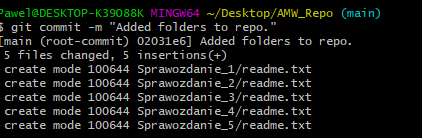 Pawel@DESKTOP-K39O88K MINGW64 ~/Desktop/AMW_Repo (main)
$ git commit -m "Added folders to repo."
[main (root-commit) 02031e6] Added folders to repo.
5 files changed, 5 insertions(+)
create mode 100644 Sprawozdanie_1/readme.txt
create mode 100644 Sprawozdanie_2/readme.txt
create mode 100644 Sprawozdanie_3/readme.txt
create mode 100644 Sprawozdanie_4/readme.txt
create mode 100644 Sprawozdanie_5/readme.txt